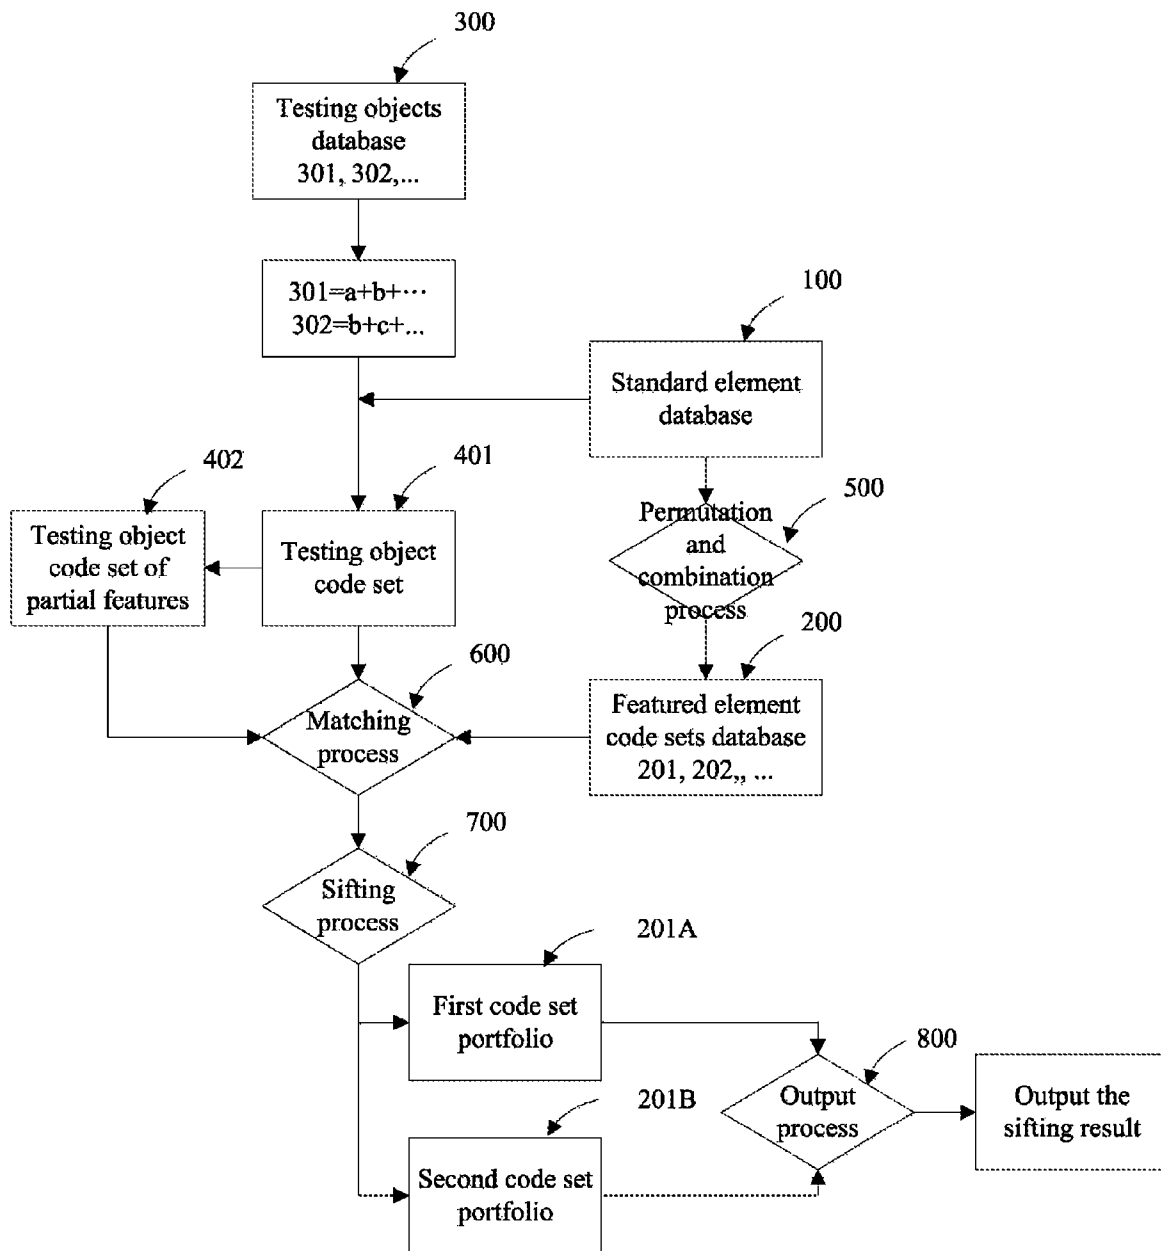 300
Testing objects
database
301, 302,...
301=a+b+···
302=b+c+...
100
Standard element
database
402
401
500
Testing object
code set of
partial features
Testing object
code set
Permutation
and
combination
process
200
600
Matching
process
Featured element
code sets database
201, 202,, ...
700
Sifting
process
201A
First code set
portfolio
800
201B
Output
process
Output the
sifting result
Second code set
portfolio